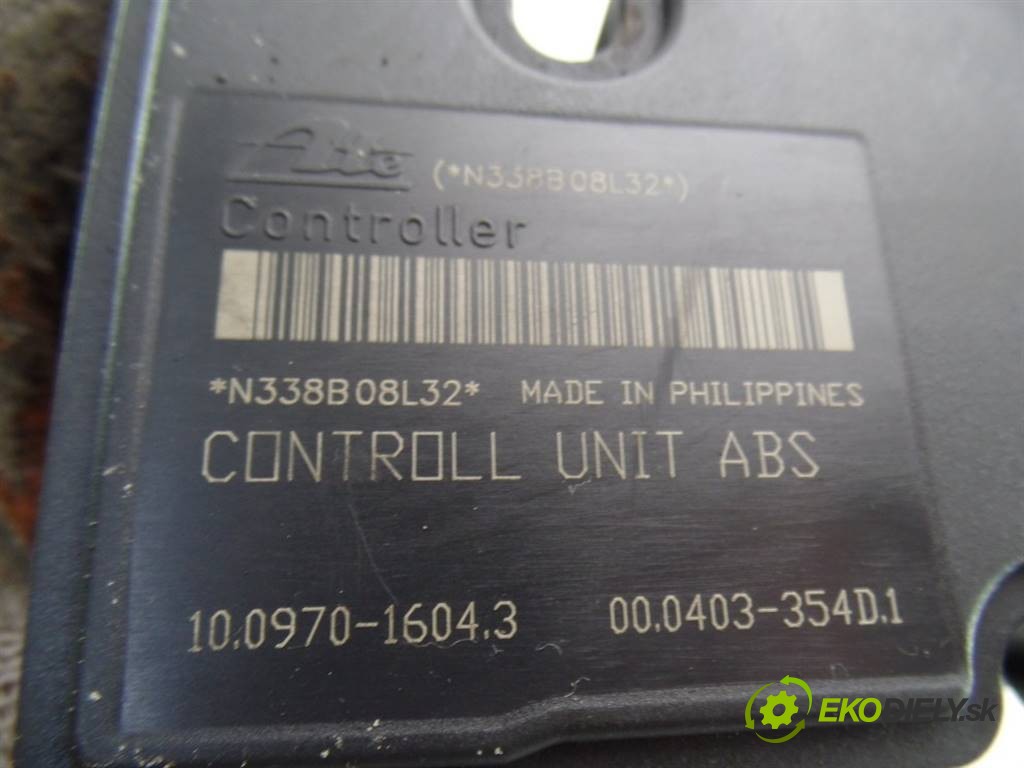 Ate (*N338B08L32*)
Controller
*N338B08L32* MADE IN PHILIPPINES
CONTROLL UNIT ABS
10.0970-1604.3 00.0403-354D.1
EKODIELY.sk